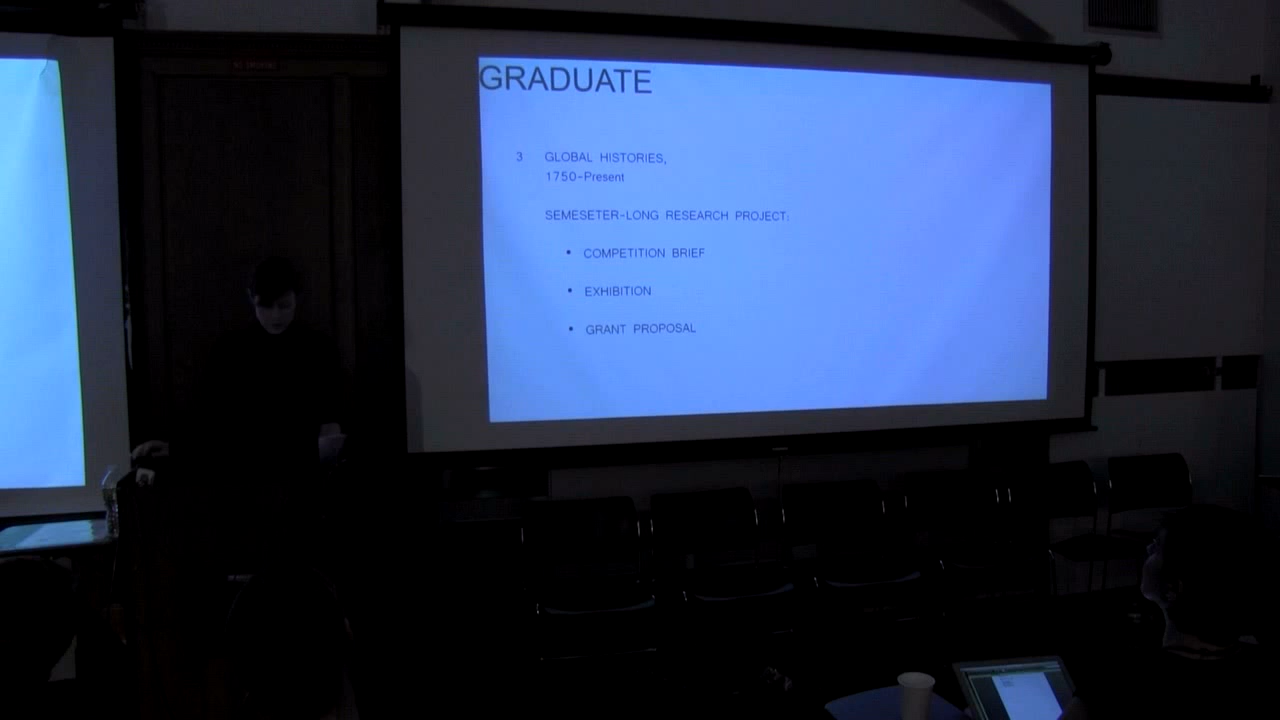 GRADUATE
3 GLOBAL HISTORIES,
1750-Present
SEMESETER-LONG RESEARCH PROJECT:
• COMPETITION BRIEF
• EXHIBITION
• GRANT PROPOSAL